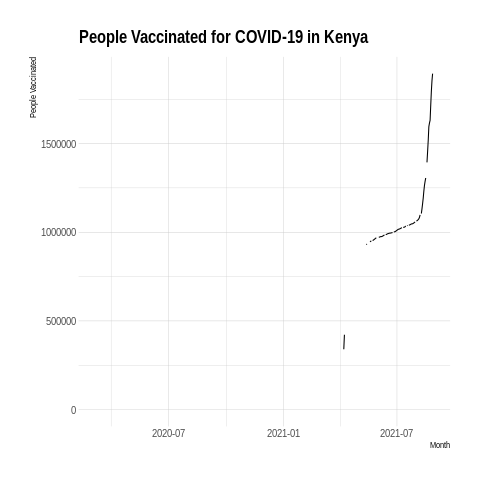 People Vaccinated for COVID-19 in Kenya
People Vaccinated
1500000
1000000
500000
0
2020-07
2021-01
2021-07
Month